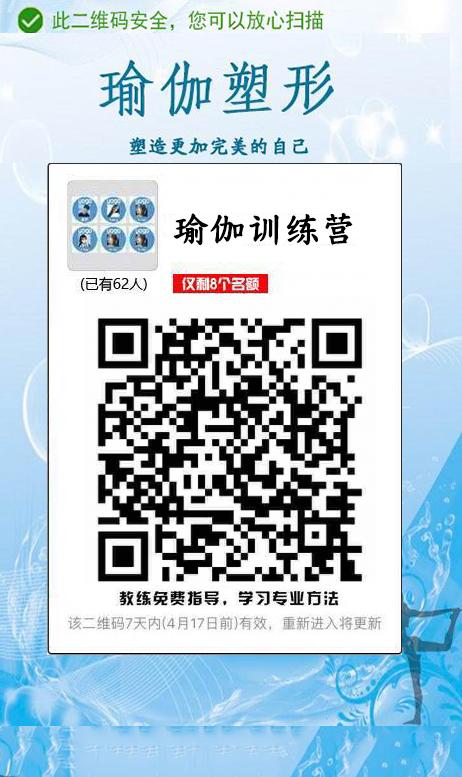 此二维码安全，您可以放心扫描
瑜伽塑形
塑造更加完美的自己
瑜伽训练营
(已有62人)
仅剩8个名额
教练免费指导，学习专业方法
该二维码7天内(4月17日前)有效，重新进入将更新